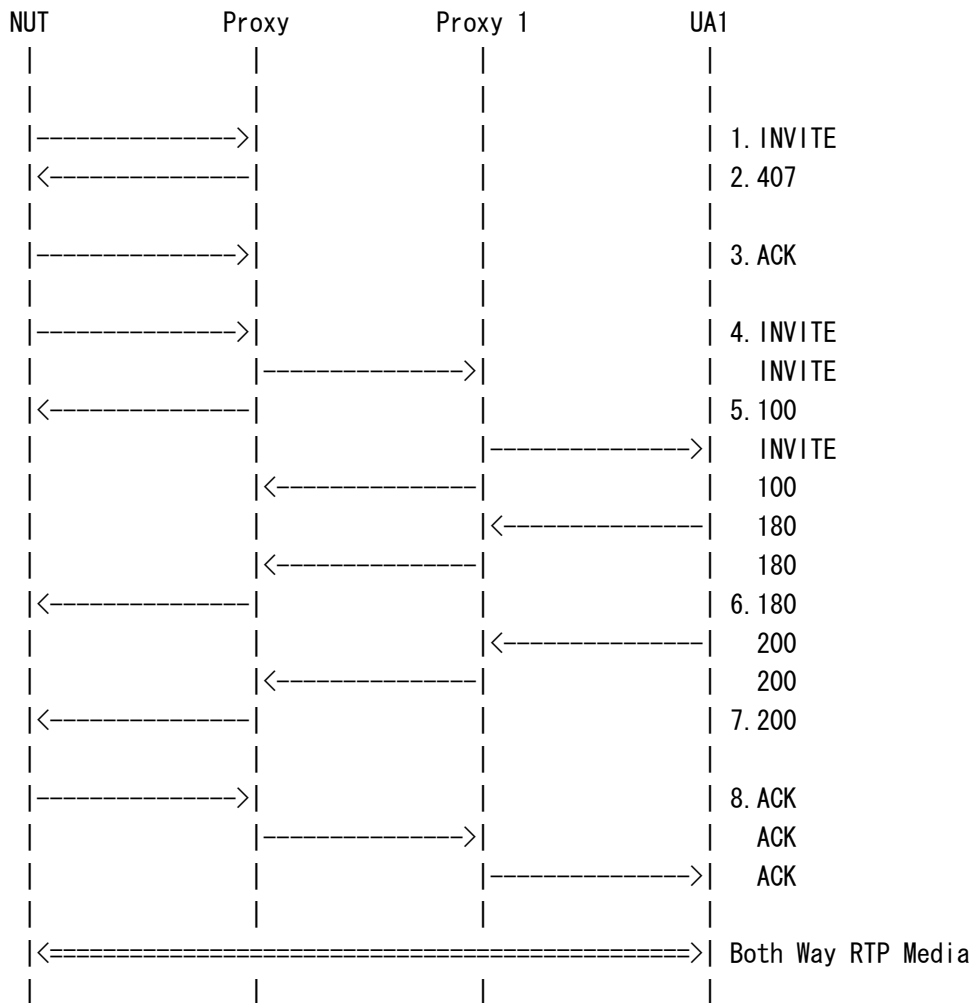 NUT Proxy Proxy 1 UA1
1. INVITE
2. 407
3. ACK
4. INVITE
INVITE
5. 100
INVITE
100
180
180
6. 180
200
200
7. 200
8. ACK
ACK
ACK
Both Way RTP Media